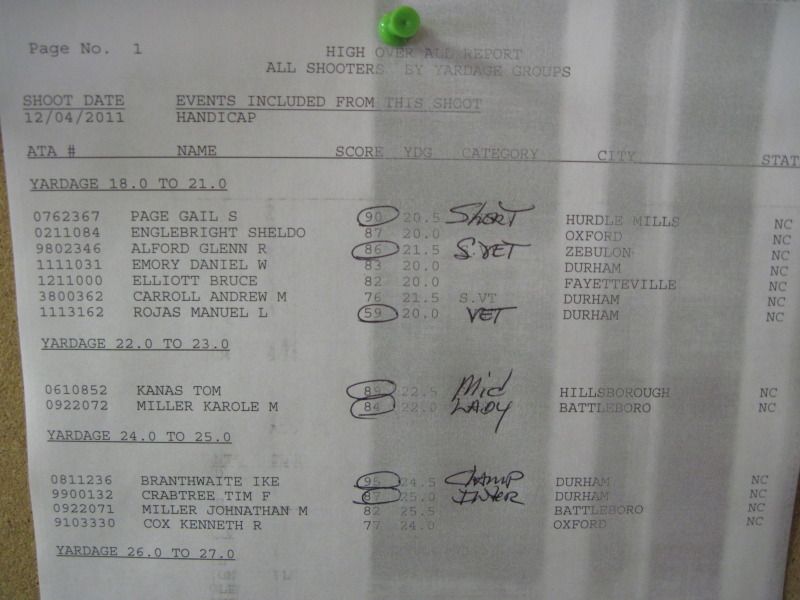 Page No. 1
HIGH OVER ALL REPORT
ALL SHOOTERS BY YARDAGE GROUPS
SHOOT DATE EVENTS INCLUDED FROM THIS SHOOT
12/04/2011 HANDICAP
ATA # NAME SCORE YDG CATEGORY CITY STAT
YARDAGE 18.0 TO 21.0
0762367 PAGE GAIL S 90 20.5 SHORT HURDLE MILLS NC
0211084 ENGLEBRIGHT SHELDO 87 20.0 OXFORD NC
9802346 ALFORD GLENN R 86 21.5 S.VET ZEBULON NC
1111031 EMORY DANIEL W 83 20.0 DURHAM NC
1211000 ELLIOTT BRUCE 82 20.0 FAYETTEVILLE NC
3800362 CARROLL ANDREW M 76 21.5 S.VT DURHAM NC
1113162 ROJAS MANUEL L 59 20.0 VET DURHAM NC
YARDAGE 22.0 TO 23.0
0610852 KANAS TOM 89 22.5 Mid HILLSBOROUGH NC
0922072 MILLER KAROLE M 84 22.0 LADY BATTLEBORO NC
YARDAGE 24.0 TO 25.0
0811236 BRANTHWAITE IKE 95 24.5 CHAMP DURHAM NC
9900132 CRABTREE TIM F 87 25.0 INTER DURHAM NC
0922071 MILLER JOHNATHAN M 82 25.5 BATTLEBORO NC
9103330 COX KENNETH R 77 24.0 OXFORD NC
YARDAGE 26.0 TO 27.0